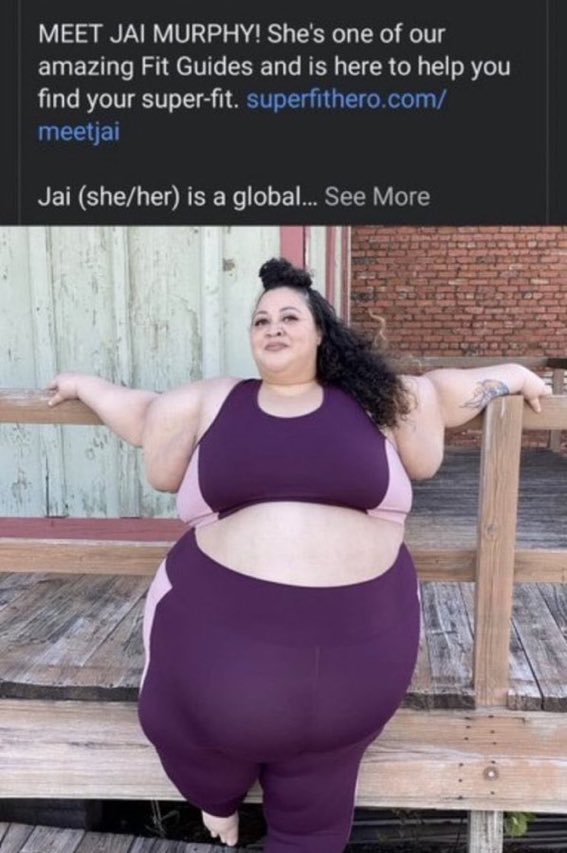 MEET JAI MURPHY! She's one of our
amazing Fit Guides and is here to help you
find your super-fit. superfithero.com/
meetjai
Jai (she/her) is a global... See More